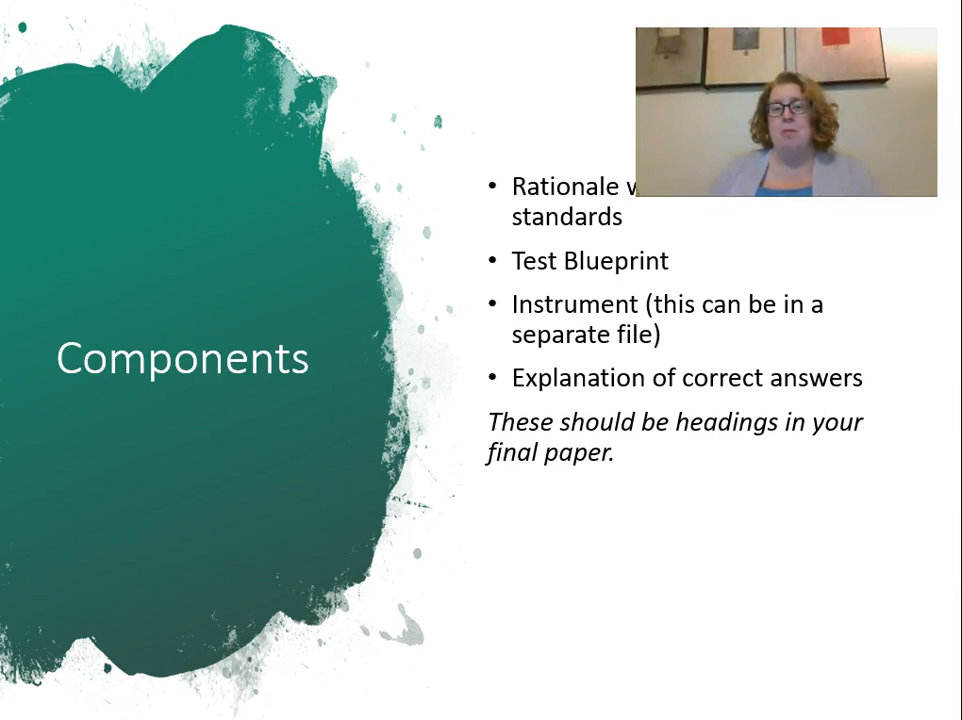 Components
• Rationale
standards
• Test Blueprint
• Instrument (this can be in a
separate file)
• Explanation of correct answers
These should be headings in your
final paper.